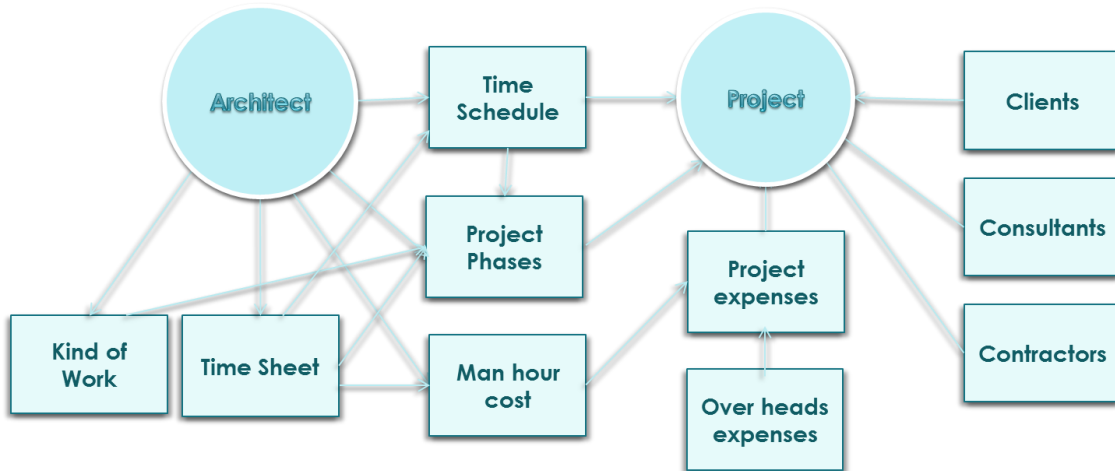 Architect
Time
Schedule
Project
Clients
Project
Phases
Consultants
Project
expenses
Kind of
Work
Time Sheet
Man hour
cost
Contractors
Over heads
expenses